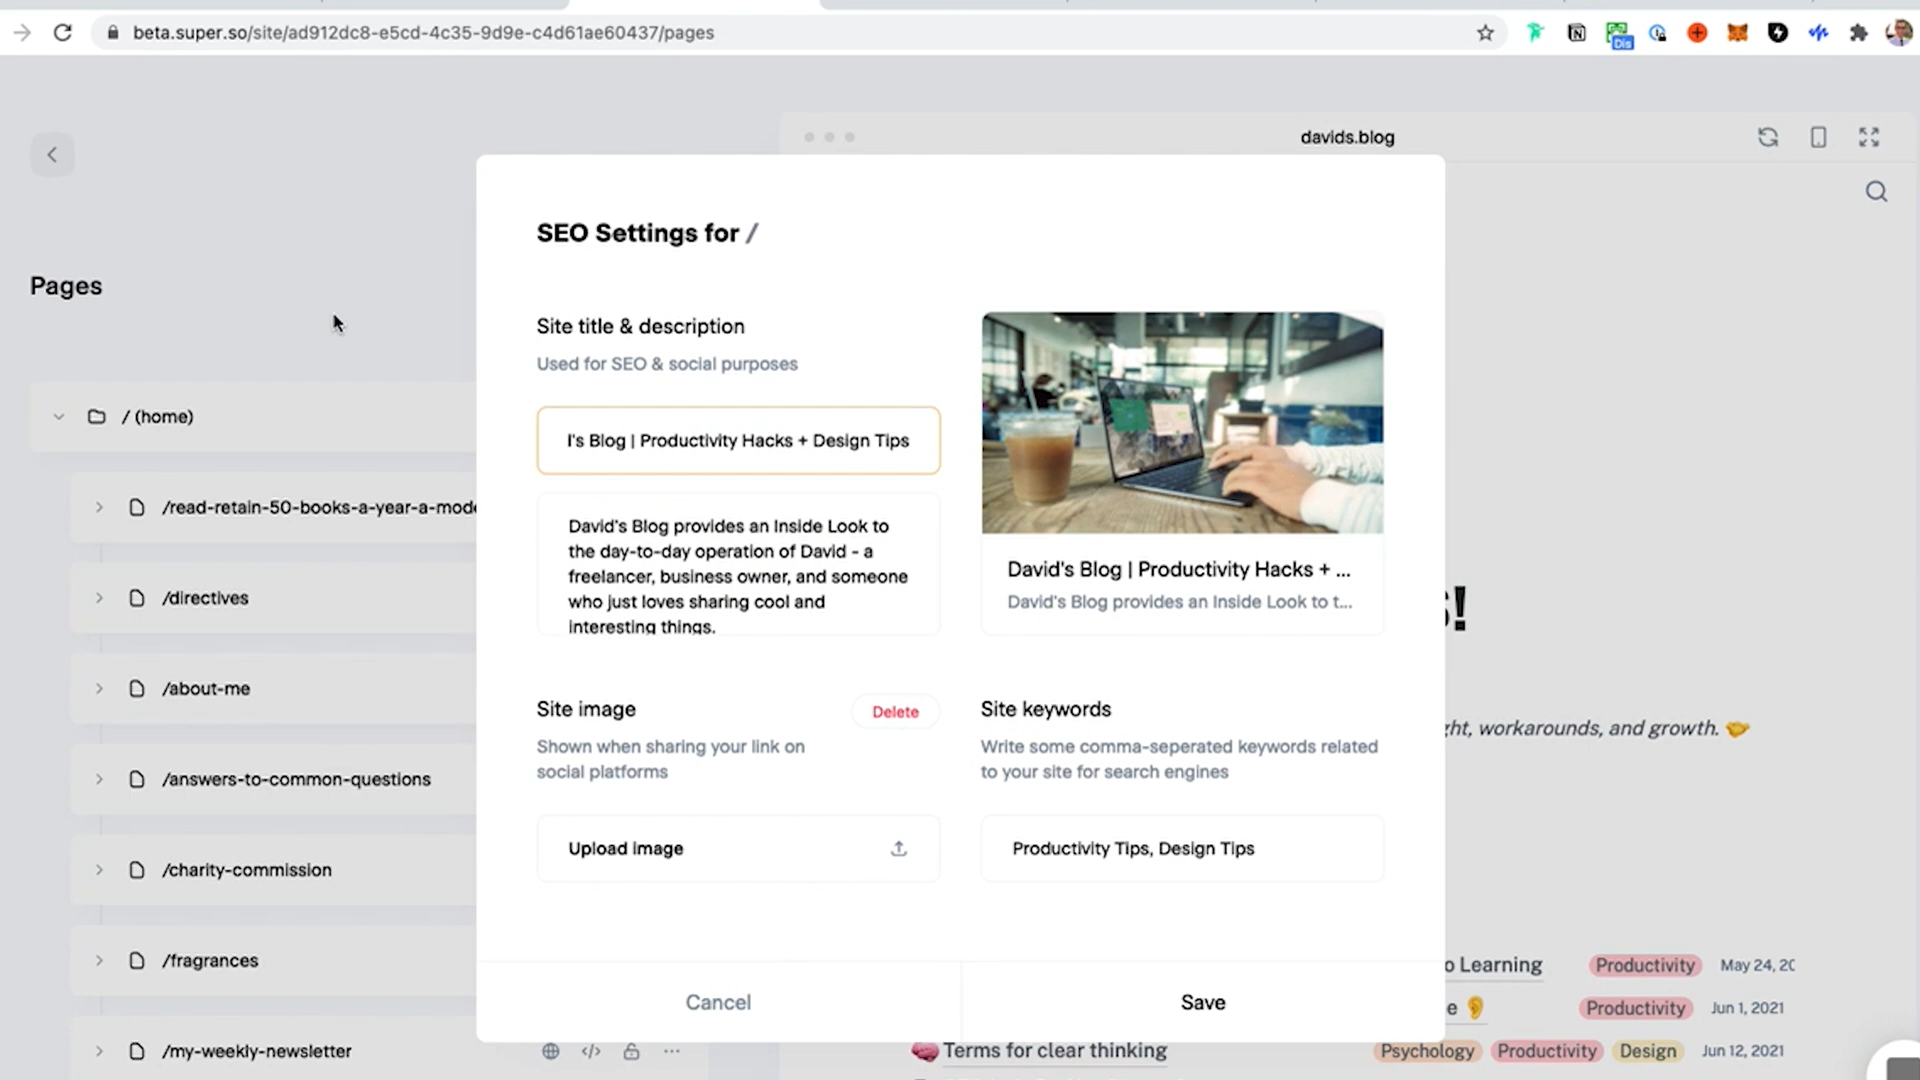 beta.super.so/site/ad912dc8-e5cd-4c35-9d9e-c4d61ae60437/pages
Dis
davids.blog
Pages
/ (home)
/read-retain-50-books-a-year-a-mode
/directives
/about-me
/answers-to-common-questions
/charity-commission
/fragrances
/my-weekly-newsletter
SEO Settings for /
Site title & description
Used for SEO & social purposes
l's Blog | Productivity Hacks + Design Tips
David's Blog provides an Inside Look to
the day-to-day operation of David - a
freelancer, business owner, and someone
who just loves sharing cool and
interesting things.
David's Blog | Productivity Hacks + ...
David's Blog provides an Inside Look to t...
Site image
Delete
Shown when sharing your link on
social platforms
Upload image
Site keywords
Write some comma-seperated keywords related
to your site for search engines
Productivity Tips, Design Tips
Cancel
Save
s!
ght, workarounds, and growth. 🤝
o Learning Productivity May 24, 20
e 👂 Productivity Jun 1, 2021
🧠 Terms for clear thinking Psychology Productivity Design Jun 12, 2021